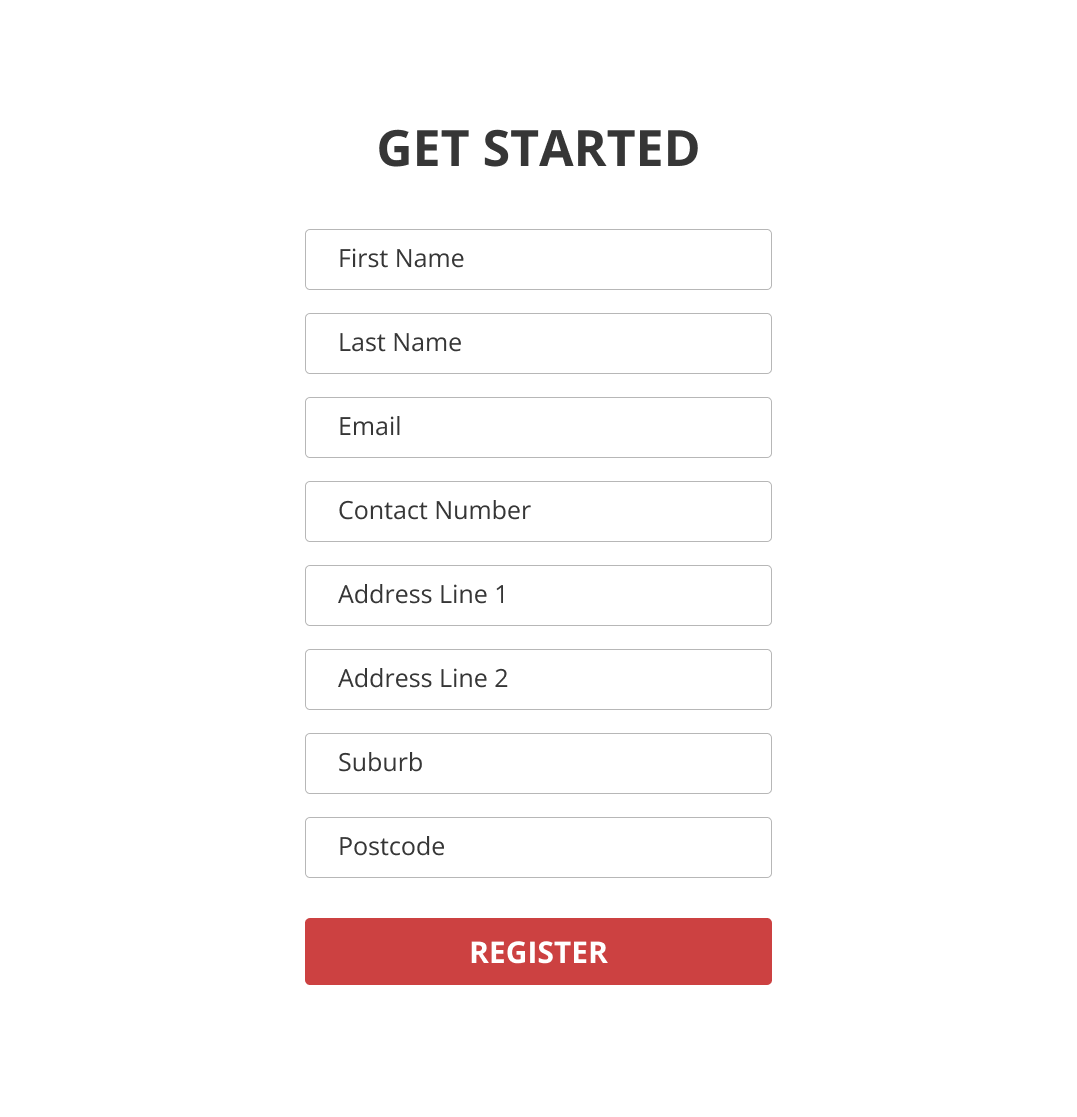 GET STARTED
First Name
Last Name
Email
Contact Number
Address Line 1
Address Line 2
Suburb
Postcode
REGISTER